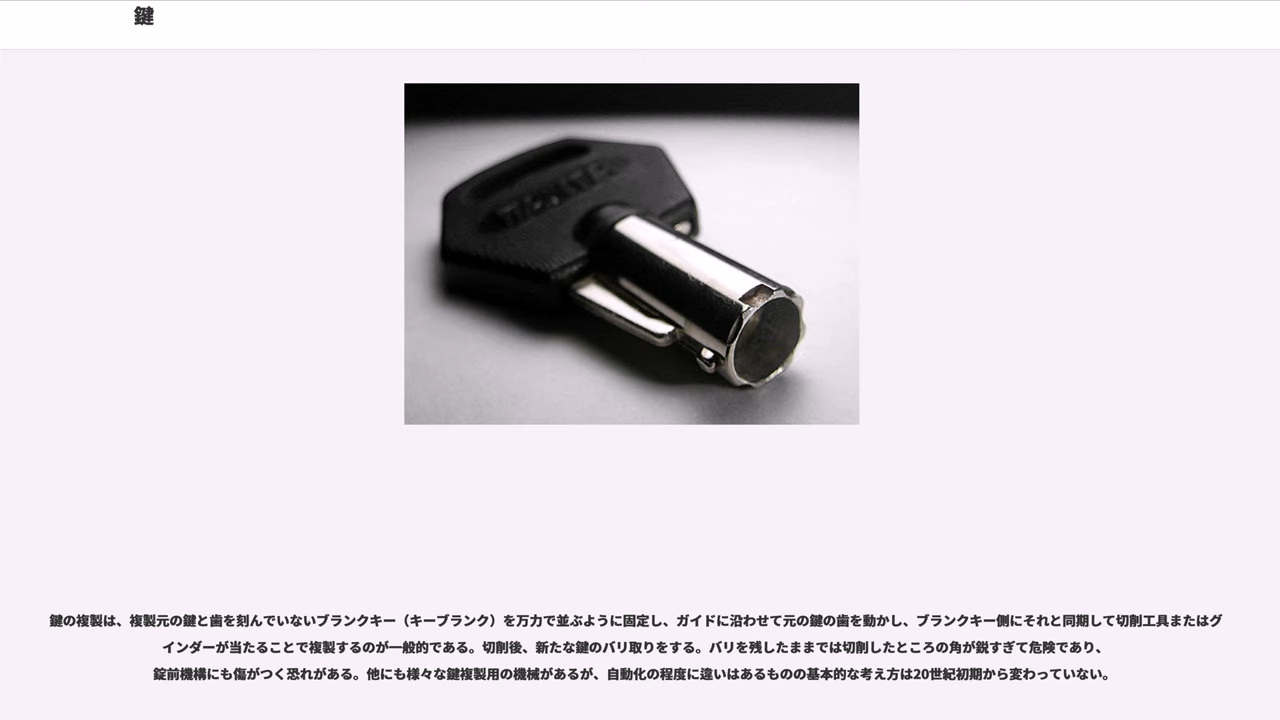 鍵
鍵の複製は、複製元の鍵と歯を刻んでいないブランクキー（キーブランク）を万力で並ぶように固定し、ガイドに沿わせて元の鍵の歯を動かし、ブランクキー側にそれと同期して切削工具またはグ
インダーが当たることで複製するのが一般的である。切削後、新たな鍵のバリ取りをする。バリを残したままでは切削したところの角が鋭すぎて危険であり、
錠前機構にも傷がつく恐れがある。他にも様々な鍵複製用の機械があるが、自動化の程度に違いはあるものの基本的な考え方は20世紀初期から変わっていない。